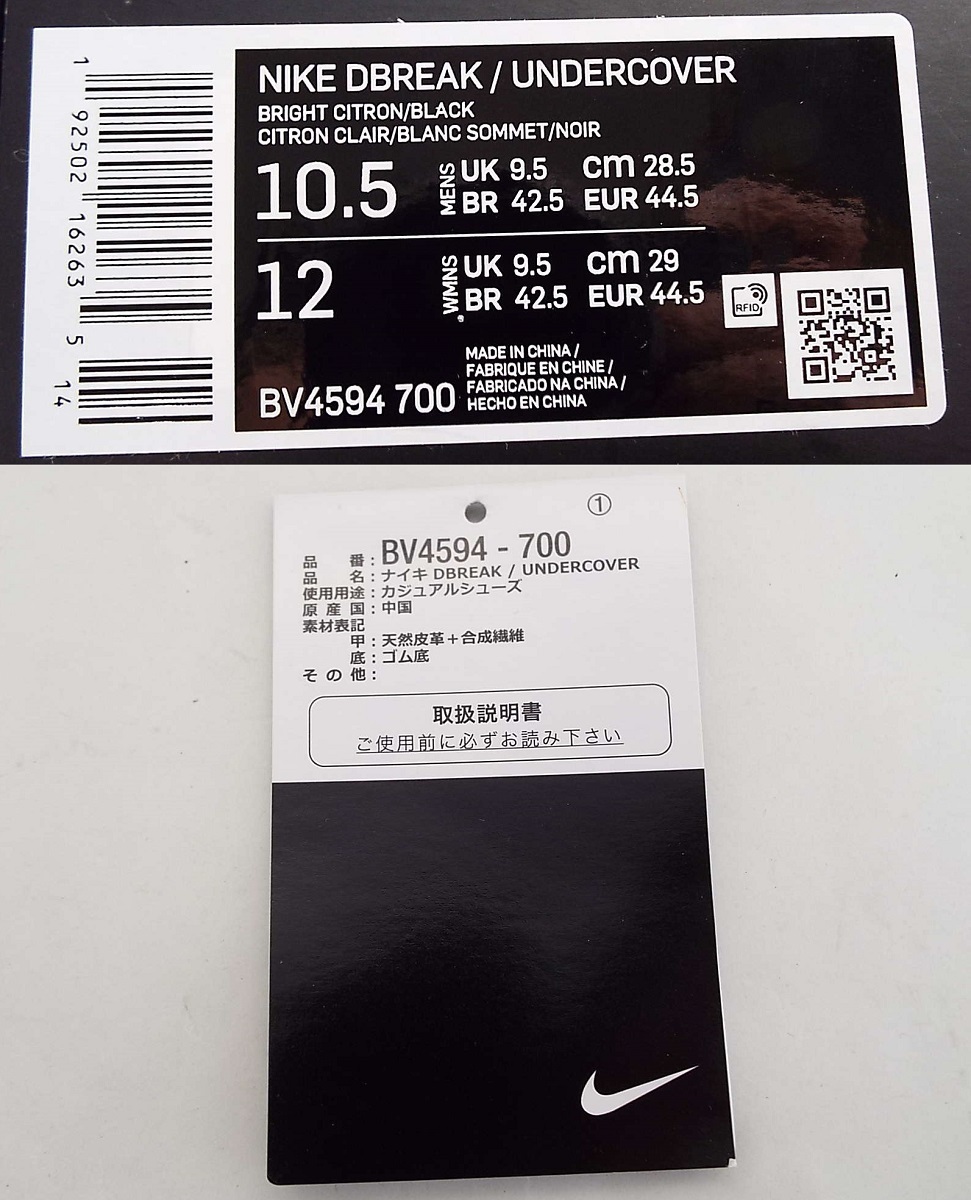 1 92502 16263 5 14
NIKE DBREAK / UNDERCOVER
BRIGHT CITRON/BLACK
CITRON CLAIR/BLANC SOMMET/NOIR
10.5 MENS UK 9.5 cm 28.5
BR 42.5 EUR 44.5
12 WMNS UK 9.5 cm 29
BR 42.5 EUR 44.5
RFID
MADE IN CHINA /
FABRIQUE EN CHINE /
FABRICADO NA CHINA /
HECHO EN CHINA
BV4594 700
①
品番:BV4594 - 700
品名:ナイキ DBREAK / UNDERCOVER
使用用途:カジュアルシューズ
原産国:中国
素材表記
甲:天然皮革+合成繊維
底:ゴム底
その他:
取扱説明書
ご使用前に必ずお読み下さい